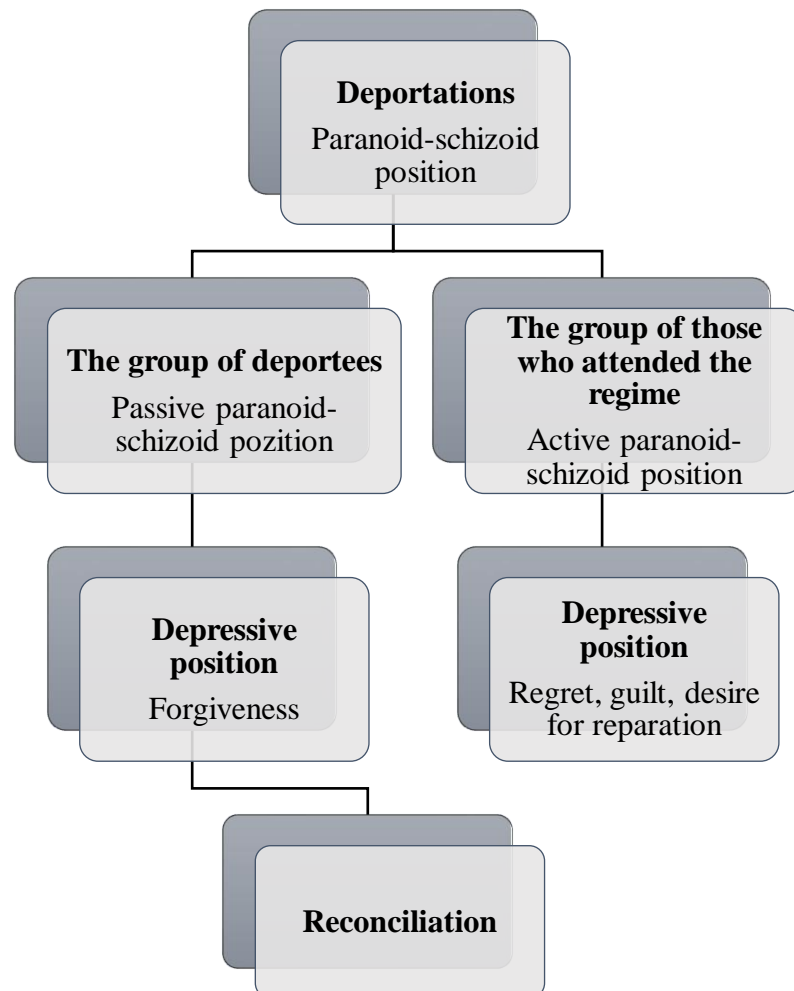 Deportations
Paranoid-schizoid
position
The group of deportees
Passive paranoid-
schizoid pozition
The group of those
who attended the
regime
Active paranoid-
schizoid position
Depressive
position
Forgiveness
Depressive
position
Regret, guilt, desire
for reparation
Reconciliation